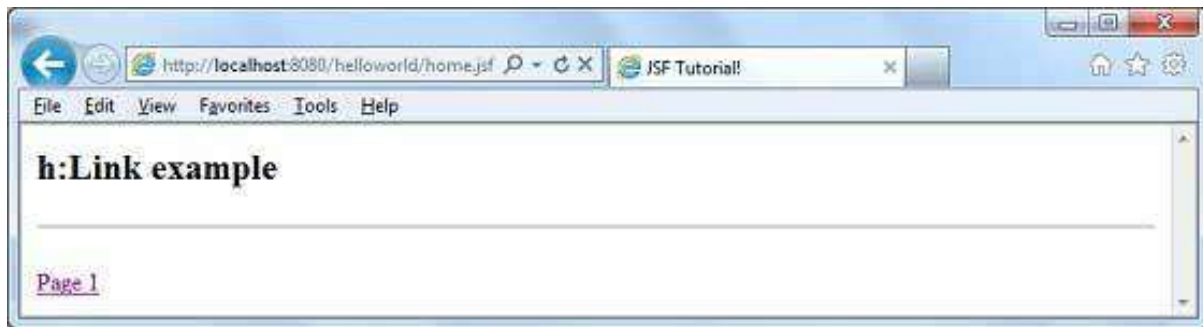 http://localhost:8080/helloworld/home.jsf
JSF Tutorial!
File Edit View Favorites Tools Help
h:Link example
Page 1